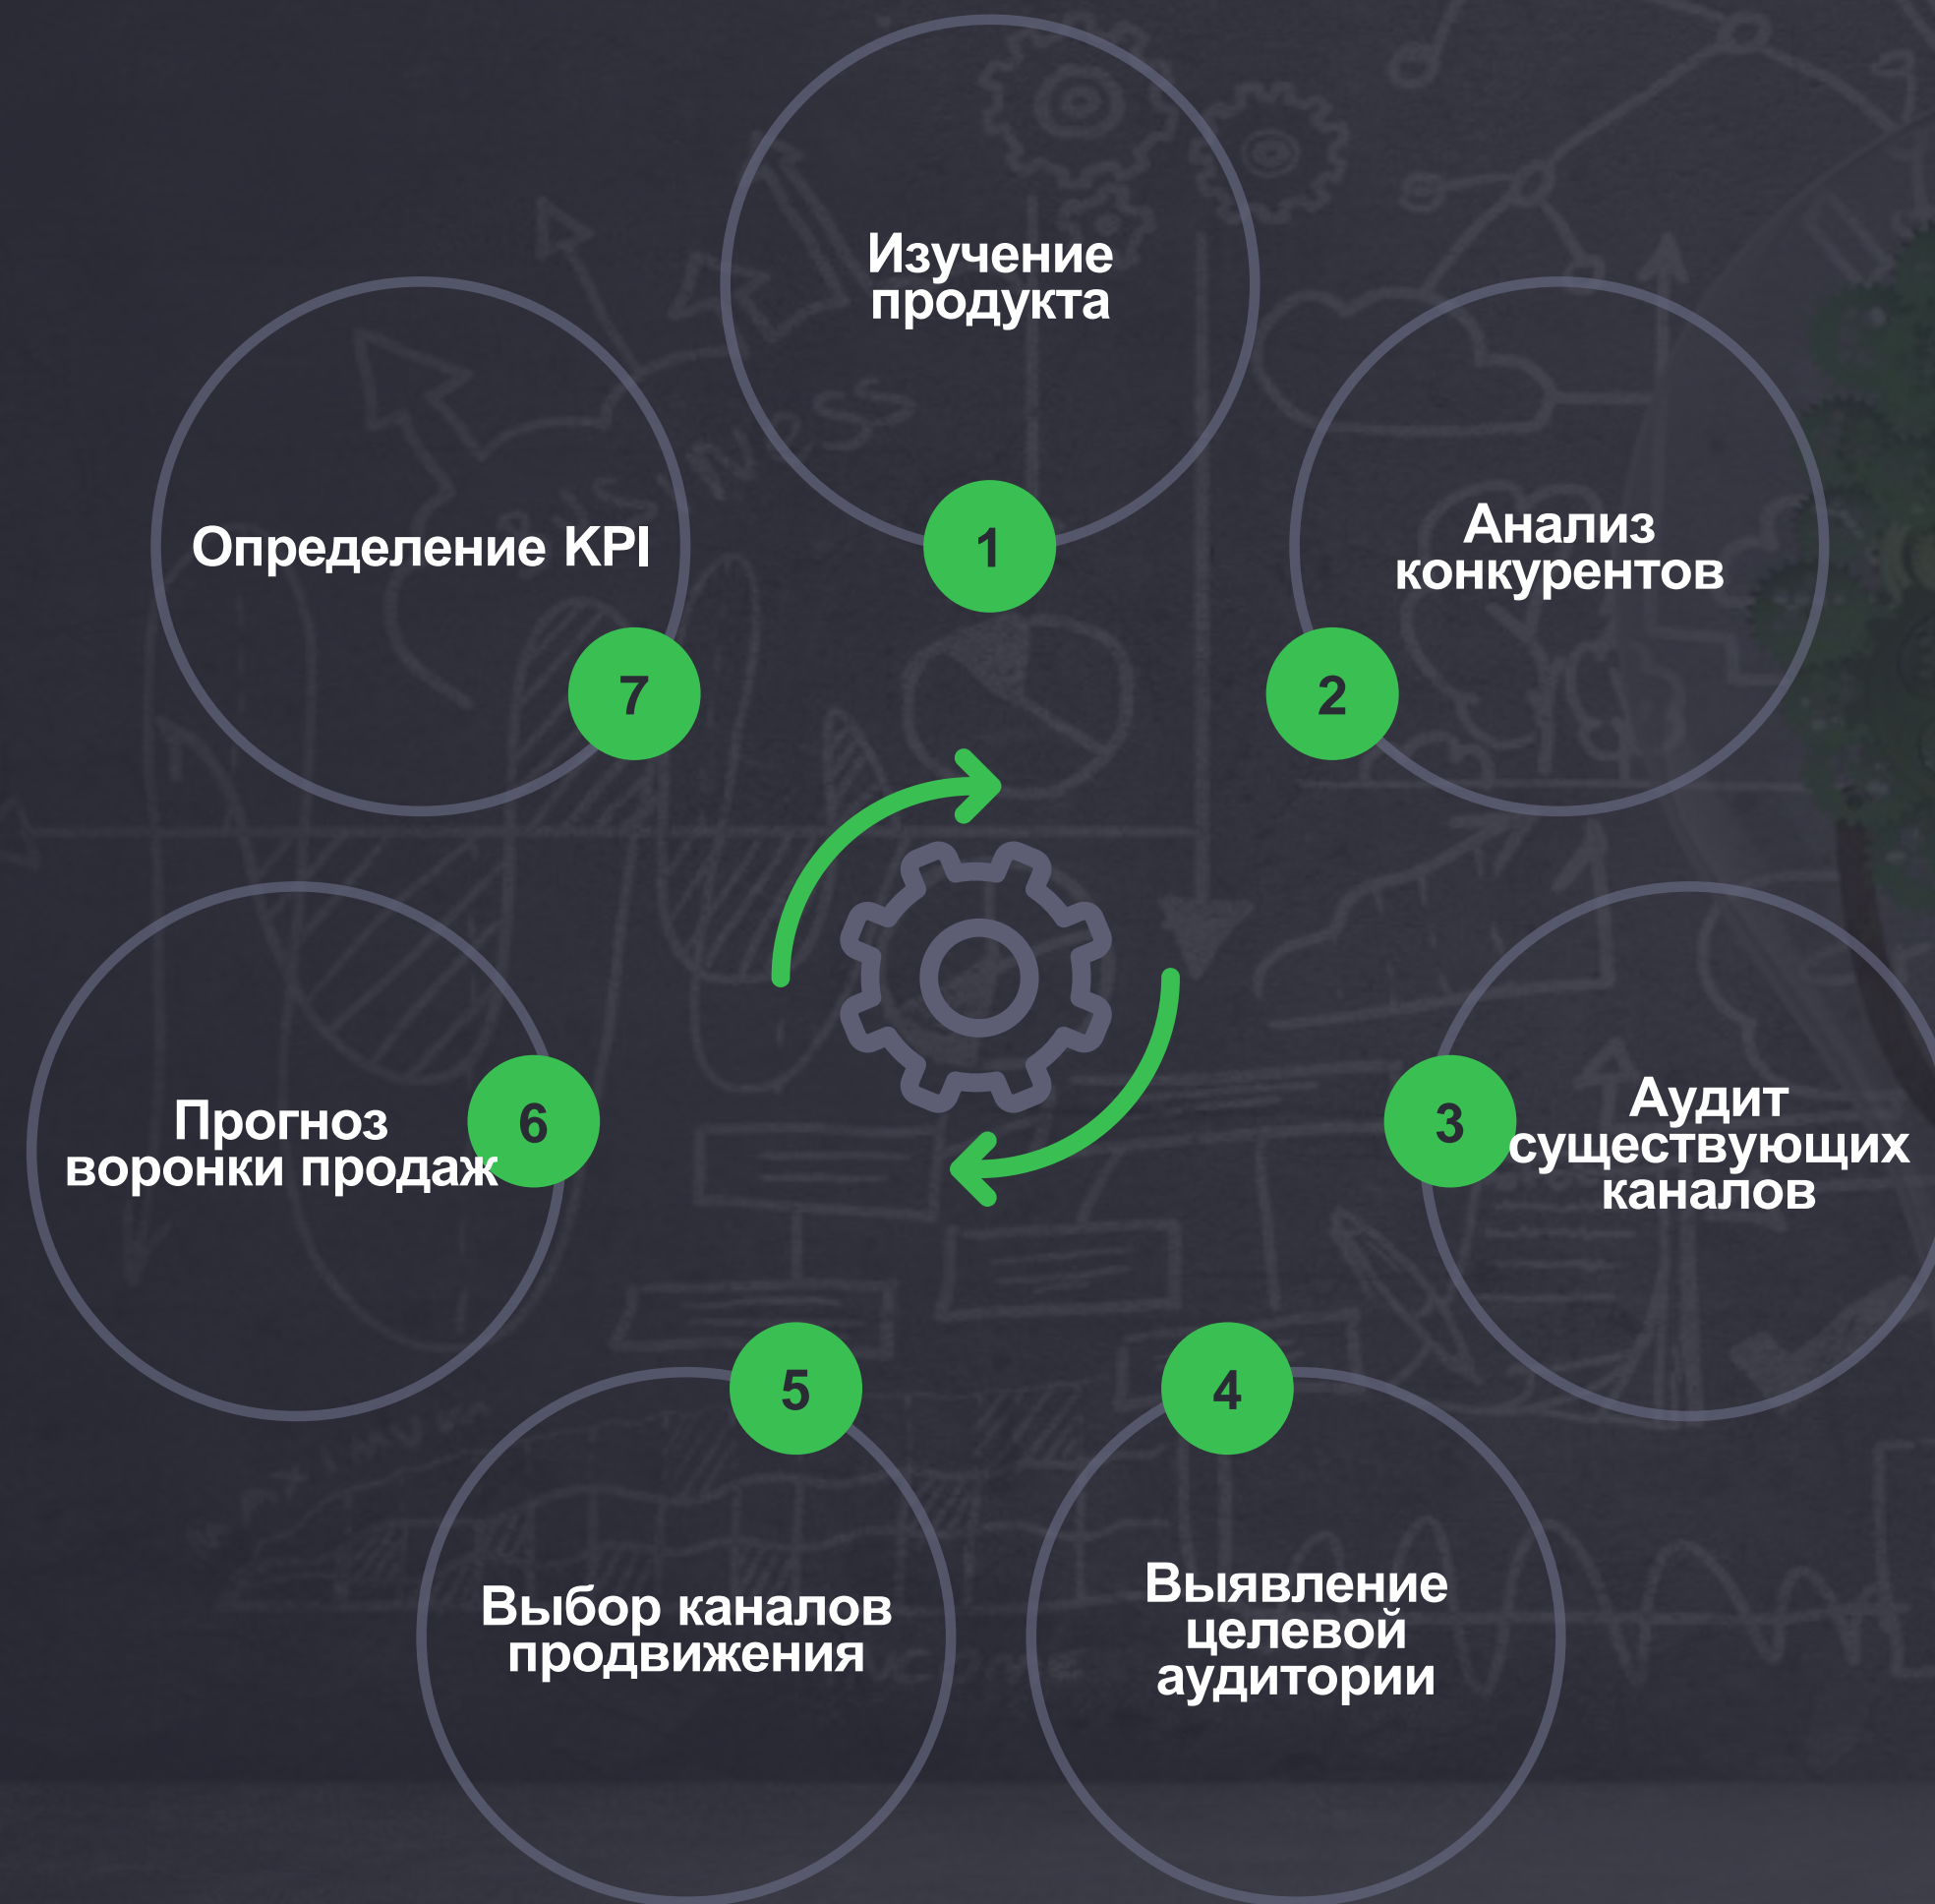 Изучение
продукта
1
Анализ
конкурентов
2
Аудит
существующих
каналов
3
Выявление
целевой
аудитории
4
Выбор каналов
продвижения
5
Прогноз
воронки продаж
6
Определение KPI
7
BUSINESS